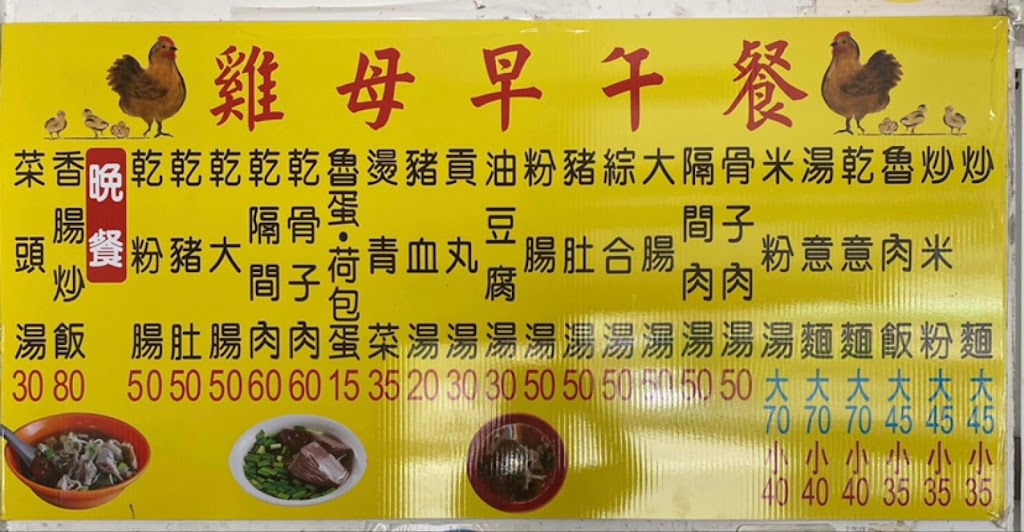 雞母早午餐
炒麵 大45 小35
炒米粉 大45 小35
魯肉飯 大45 小35
乾意麵 大70 小40
湯意麵 大70 小40
米粉湯 大70 小40
骨子肉湯 50
隔間肉湯 50
大腸湯 50
綜合湯 50
豬肚湯 50
粉腸湯 50
油豆腐湯 30
貢丸湯 30
豬血湯 20
燙青菜 35
魯蛋•荷包蛋 15
乾骨子肉 60
乾隔間肉 60
乾大腸 50
乾豬肚 50
乾粉腸 50
晚餐
香腸炒飯 80
菜頭湯 30